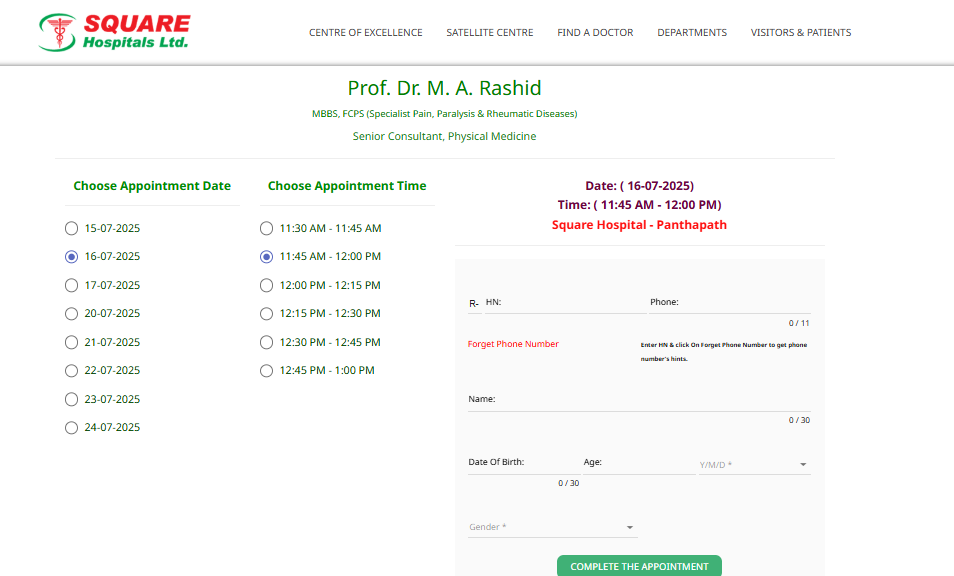 SQUARE
Hospitals Ltd.
CENTRE OF EXCELLENCE SATELLITE CENTRE FIND A DOCTOR DEPARTMENTS VISITORS & PATIENTS
Prof. Dr. M. A. Rashid
MBBS, FCPS (Specialist Pain, Paralysis & Rheumatic Diseases)
Senior Consultant, Physical Medicine
Choose Appointment Date
15-07-2025
16-07-2025
17-07-2025
20-07-2025
21-07-2025
22-07-2025
23-07-2025
24-07-2025
Choose Appointment Time
11:30 AM - 11:45 AM
11:45 AM - 12:00 PM
12:00 PM - 12:15 PM
12:15 PM - 12:30 PM
12:30 PM - 12:45 PM
12:45 PM - 1:00 PM
Date: ( 16-07-2025)
Time: ( 11:45 AM - 12:00 PM)
Square Hospital - Panthapath
R- HN: Phone:
0 / 11
Forget Phone Number
Enter HN & click On Forget Phone Number to get phone
number's hints.
Name:
0 / 30
Date Of Birth: Age: Y/M/D *
0 / 30
Gender *
COMPLETE THE APPOINTMENT